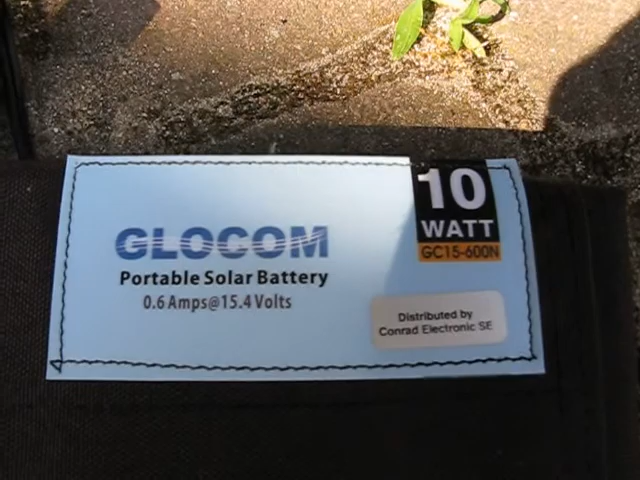 GLOCOM
Portable Solar Battery
0.6 Amps@15.4 Volts
10
WATT
GC15-600N
Distributed by
Conrad Electronic SE